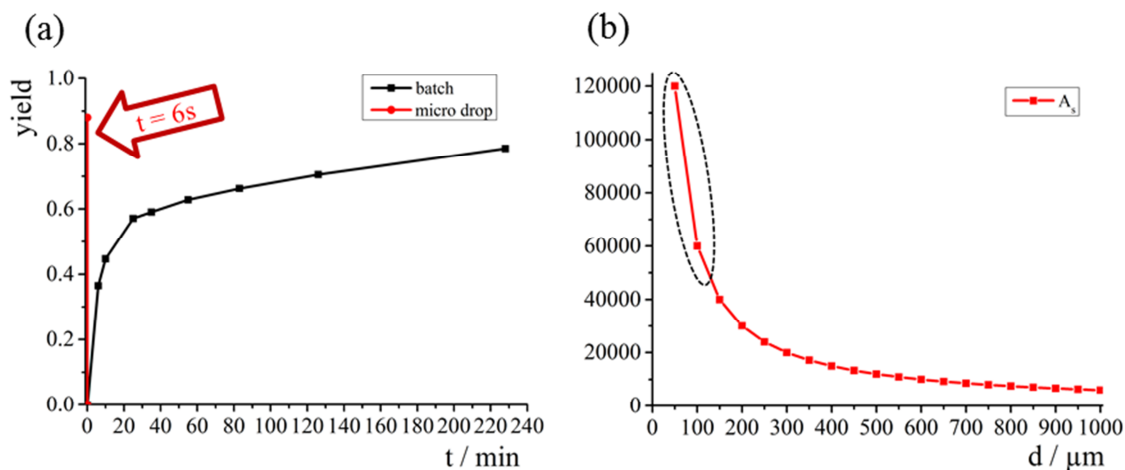 (a)
yield
1.0
0.8
0.6
0.4
0.2
0.0
t = 6s
batch
micro drop
0 20 40 60 80 100 120 140 160 180 200 220 240
t / min
(b)
120000
100000
80000
60000
40000
20000
0
A_s
0 100 200 300 400 500 600 700 800 900 1000
d / µm